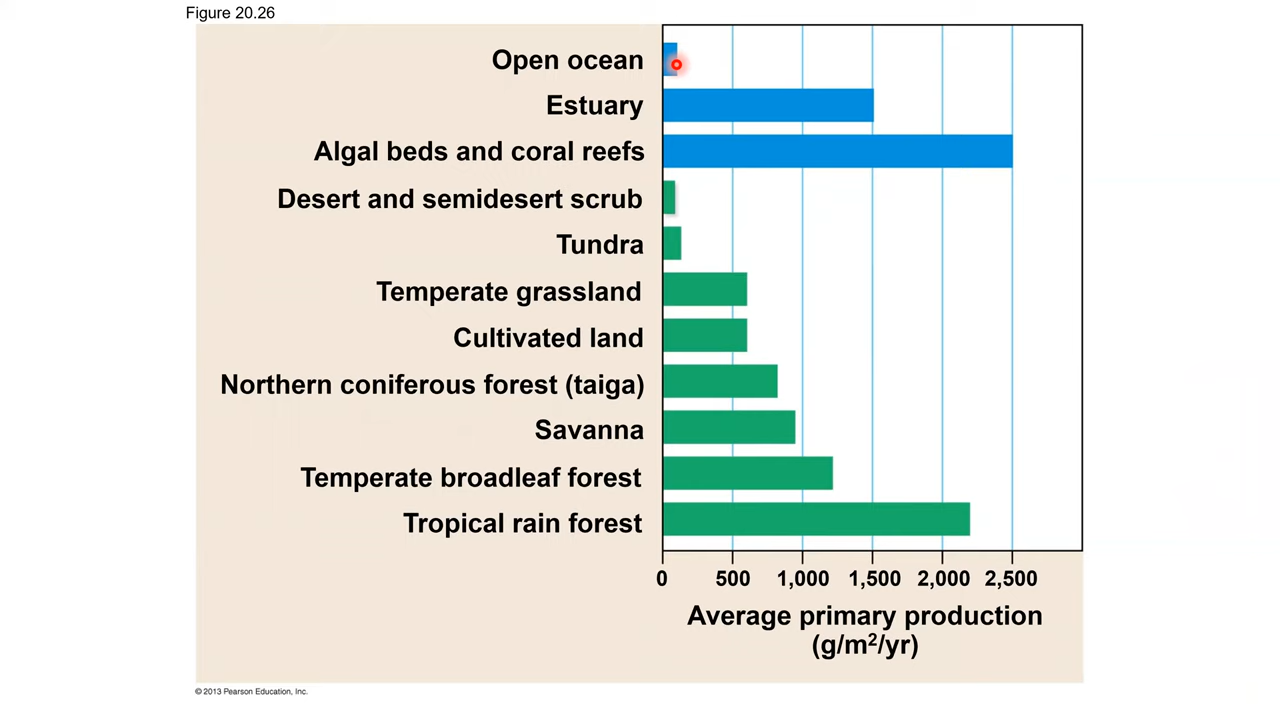 Figure 20.26
Open ocean
Estuary
Algal beds and coral reefs
Desert and semidesert scrub
Tundra
Temperate grassland
Cultivated land
Northern coniferous forest (taiga)
Savanna
Temperate broadleaf forest
Tropical rain forest
0 500 1,000 1,500 2,000 2,500
Average primary production
(g/m²/yr)
© 2013 Pearson Education, Inc.